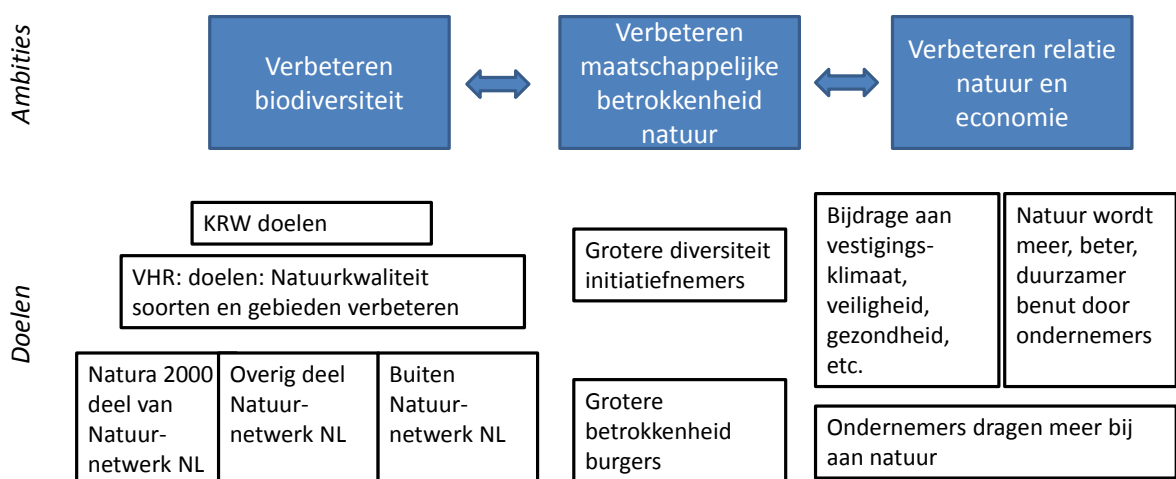 Ambities
Verbeteren
biodiversiteit
Verbeteren
maatschappelijke
betrokkenheid
natuur
Verbeteren relatie
natuur en
economie
Doelen
KRW doelen
VHR: doelen: Natuurkwaliteit
soorten en gebieden verbeteren
Natura 2000
deel van
Natuur-
netwerk NL
Overig deel
Natuur-
netwerk NL
Buiten
Natuur-
netwerk NL
Grotere diversiteit
initiatiefnemers
Grotere
betrokkenheid
burgers
Bijdrage aan
vestigings-
klimaat,
veiligheid,
gezondheid,
etc.
Natuur wordt
meer, beter,
duurzamer
benut door
ondernemers
Ondernemers dragen meer bij
aan natuur